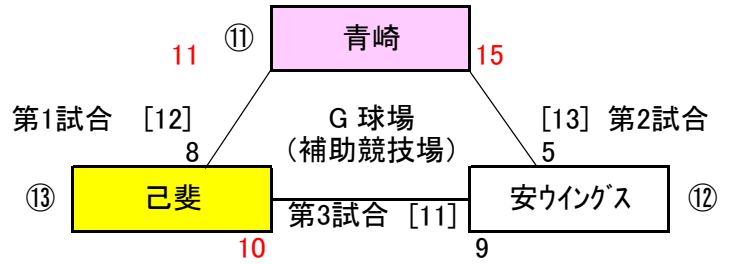 11 ⑪ 青崎 15
第1試合 [12] G 球場 [13] 第2試合
8 (補助競技場) 5
⑬ 己斐 安ウイングス ⑫
第3試合 [11]
10 9